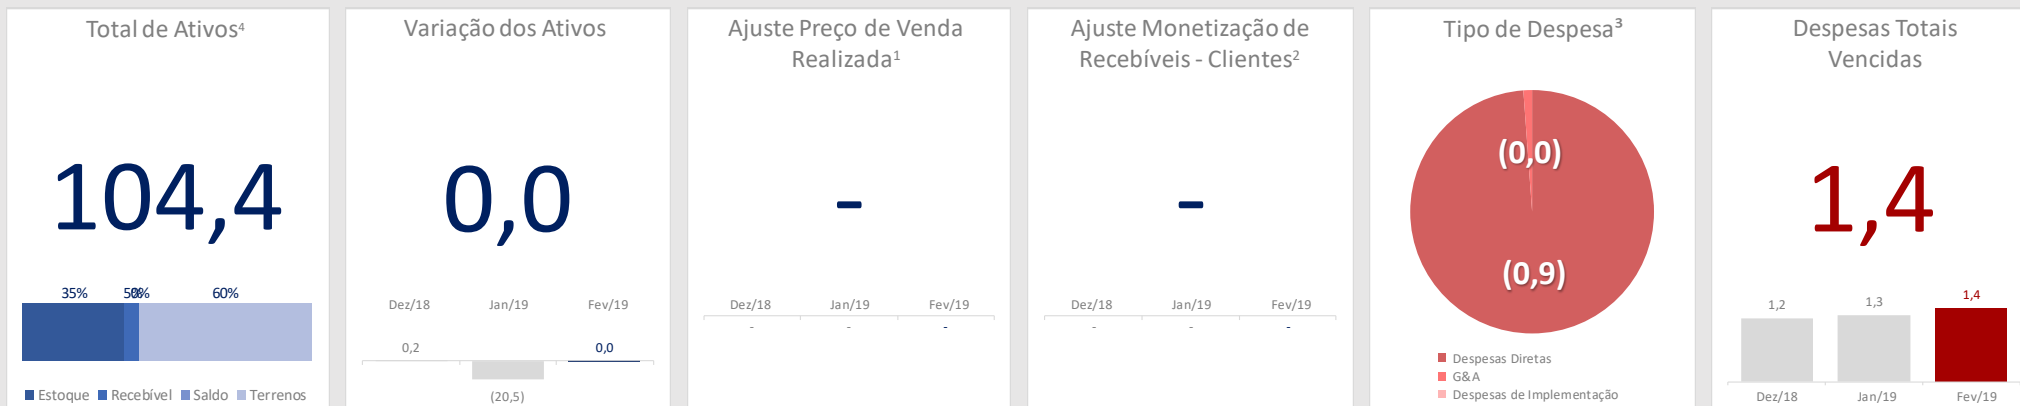 Total de Ativos⁴
104,4
35% 5% 0% 60%
Estoque Recebível Saldo Terrenos
Variação dos Ativos
0,0
Dez/18 Jan/19 Fev/19
0,2 0,0
(20,5)
Ajuste Preço de Venda
Realizada¹
-
Dez/18 Jan/19 Fev/19
- - -
Ajuste Monetização de
Recebíveis - Clientes²
-
Dez/18 Jan/19 Fev/19
- - -
Tipo de Despesa³
(0,0)
(0,9)
Despesas Diretas
G&A
Despesas de Implementação
Despesas Totais
Vencidas
1,4
1,2 1,3 1,4
Dez/18 Jan/19 Fev/19